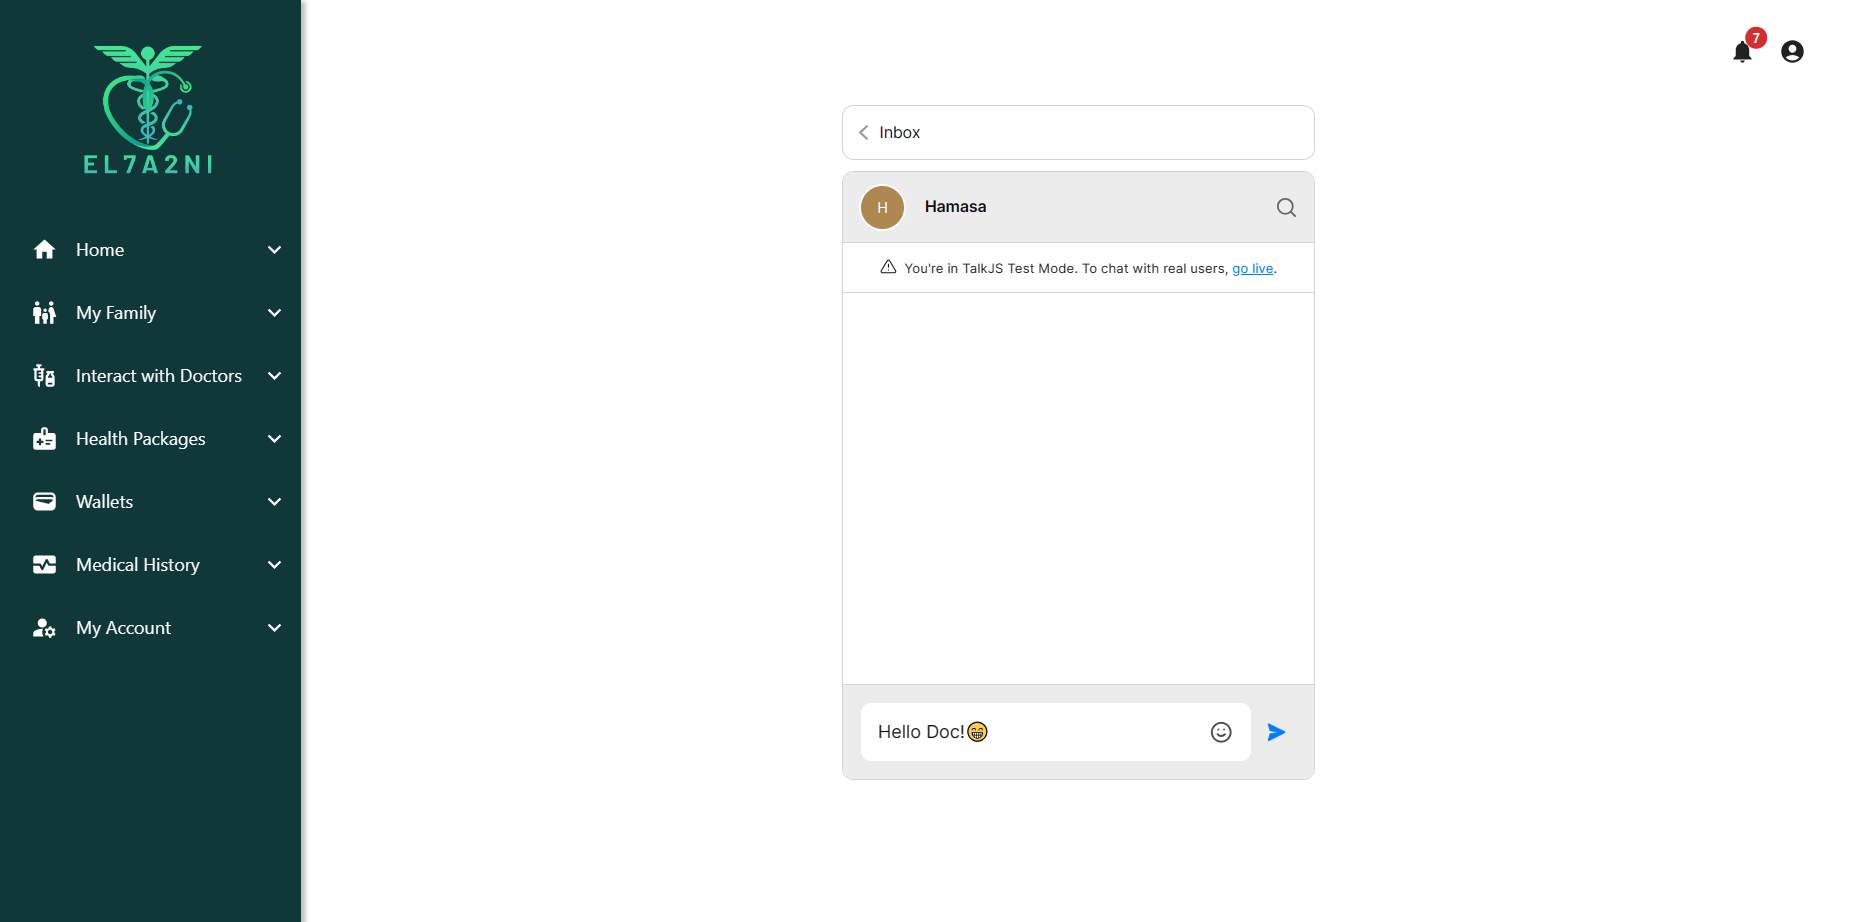 EL7A2NI
Home
My Family
Interact with Doctors
Health Packages
Wallets
Medical History
My Account
7
Inbox
H
Hamasa
You're in TalkJS Test Mode. To chat with real users, go live.
Hello Doc!😁